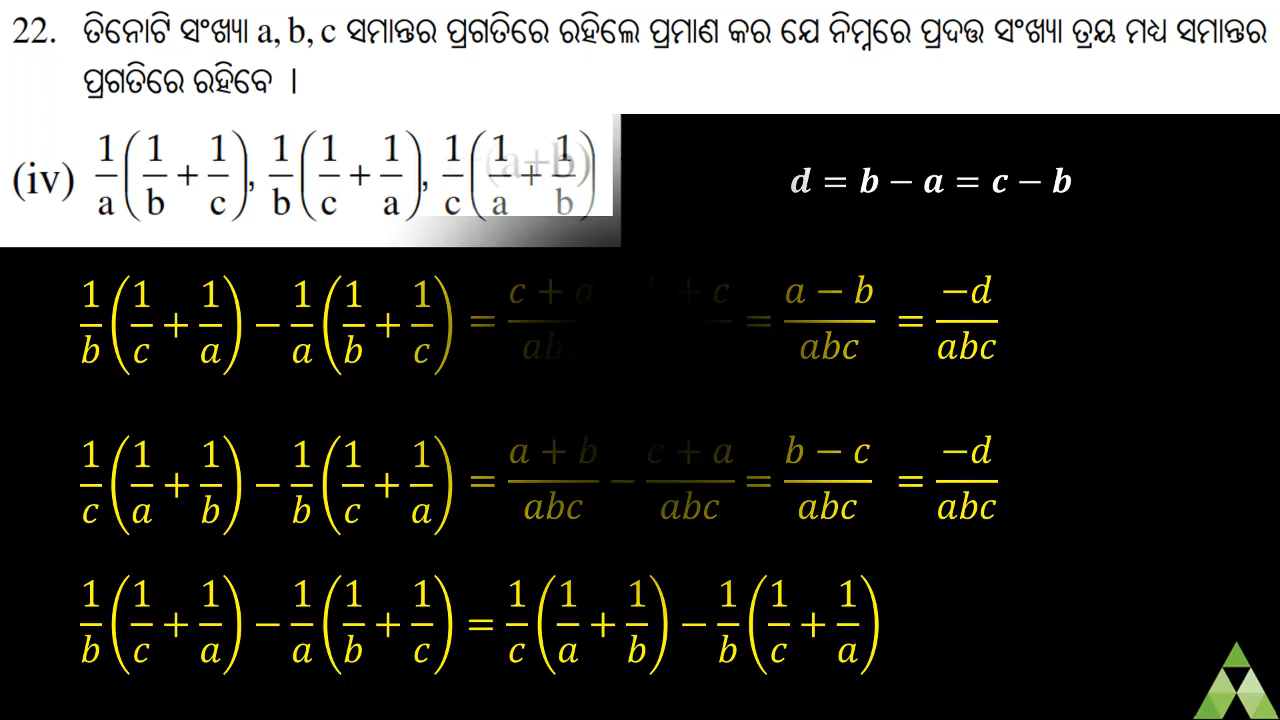 22. ତିନୋଟି ସଂଖ୍ୟା a, b, c ସମାନ୍ତର ପ୍ରଗତିରେ ରହିଲେ ପ୍ରମାଣ କର ଯେ ନିମ୍ନରେ ପ୍ରଦତ୍ତ ସଂଖ୍ୟା ତ୍ରୟ ମଧ୍ୟ ସମାନ୍ତର
ପ୍ରଗତିରେ ରହିବେ ।
(iv) 1/a(1/b + 1/c), 1/b(1/c + 1/a), 1/c(1/a + 1/b)
d = b − a = c − b
1/b(1/c + 1/a) − 1/a(1/b + 1/c) = (c + a)/abc (b + c) = (a − b)/abc = −d/abc
1/c(1/a + 1/b) − 1/b(1/c + 1/a) = (a + b)/abc − (c + a)/abc = (b − c)/abc = −d/abc
1/b(1/c + 1/a) − 1/a(1/b + 1/c) = 1/c(1/a + 1/b) − 1/b(1/c + 1/a)